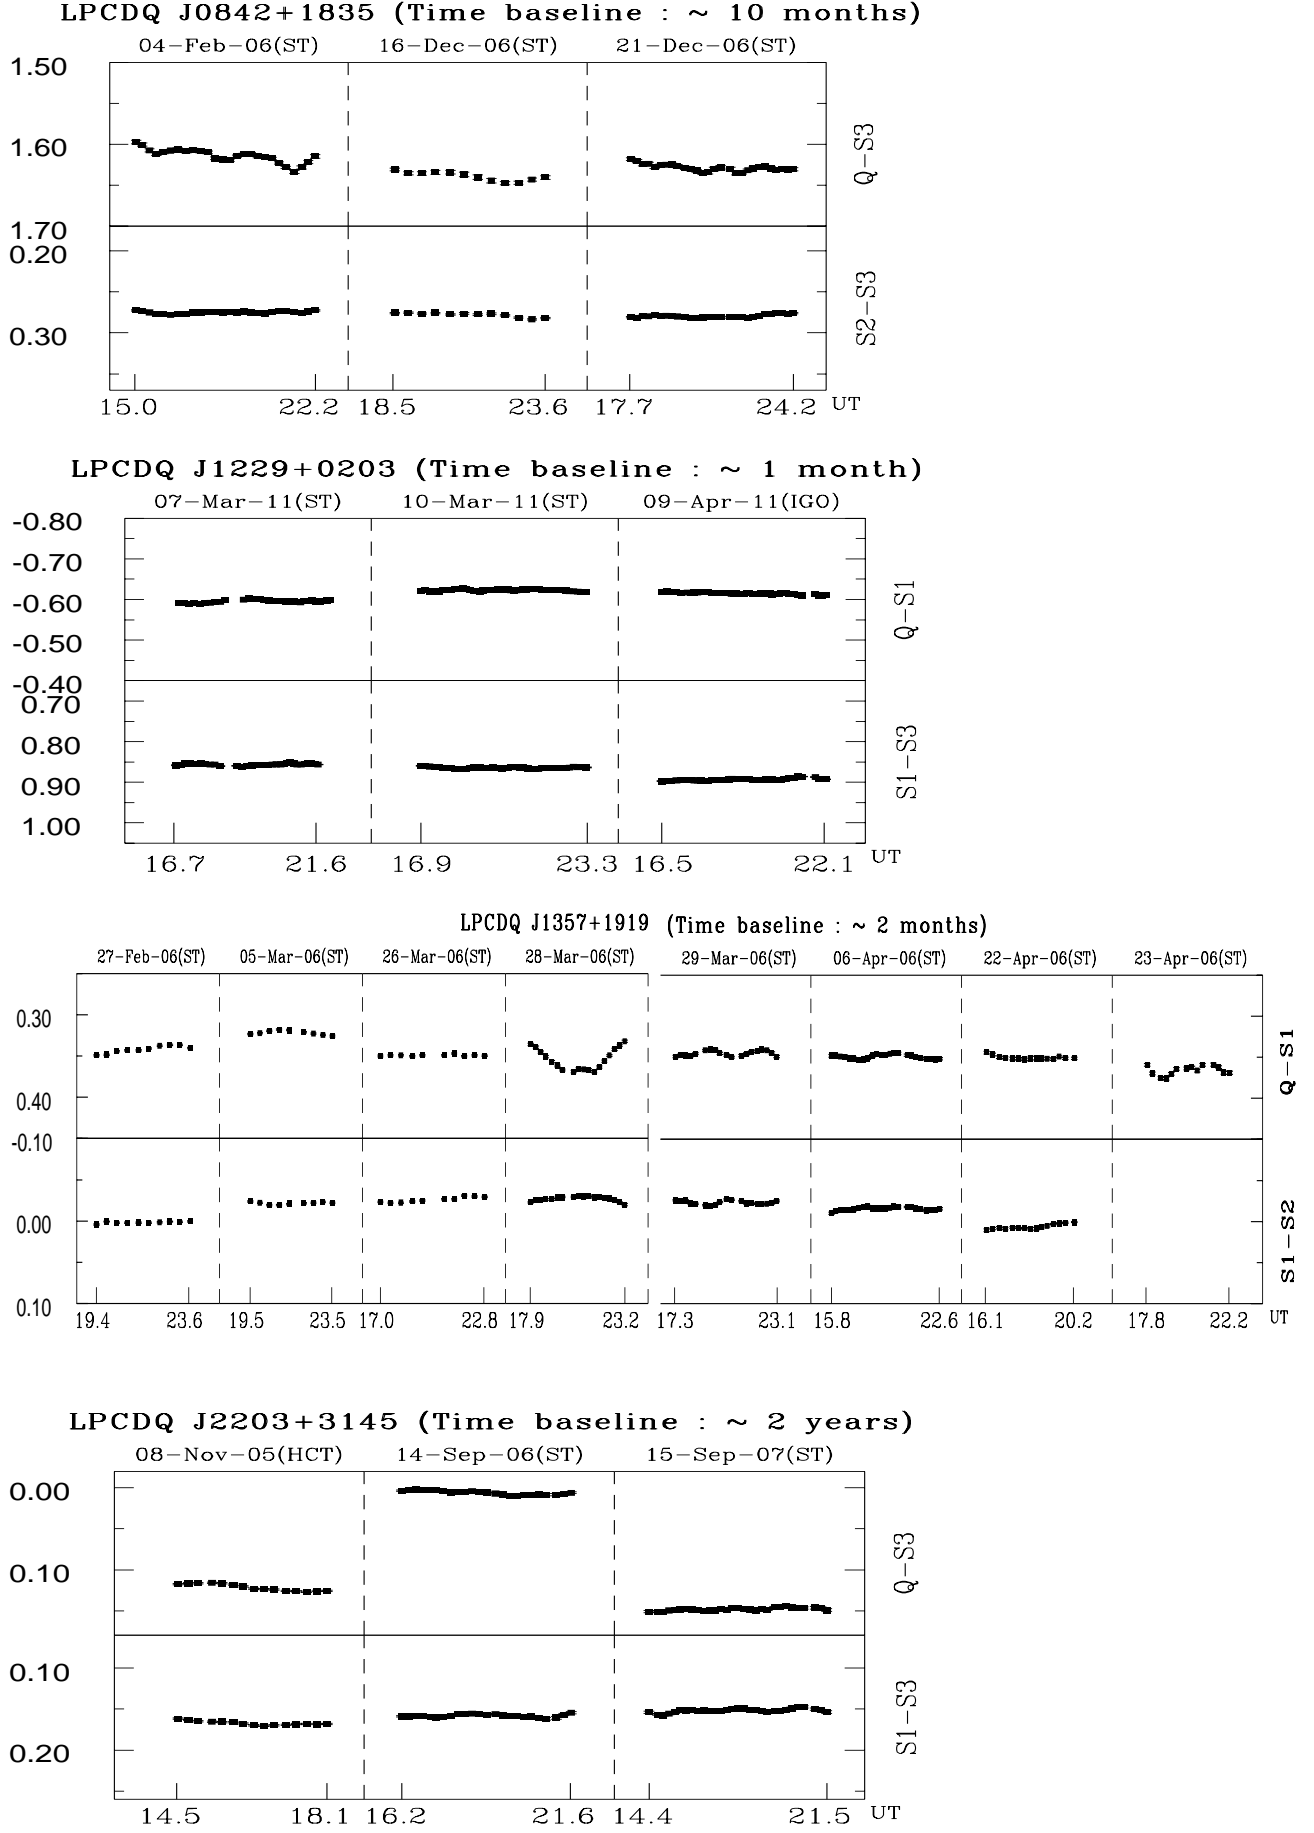 LPCDQ J0842+1835 (Time baseline : ~ 10 months)
04-Feb-06(ST) 16-Dec-06(ST) 21-Dec-06(ST)
1.50
1.60
Q-S3
1.70
0.20
S2-S3
0.30
15.0 22.2 18.5 23.6 17.7 24.2 UT
LPCDQ J1229+0203 (Time baseline : ~ 1 month)
07-Mar-11(ST) 10-Mar-11(ST) 09-Apr-11(IGO)
-0.80
-0.70
-0.60
Q-S1
-0.50
-0.40
0.70
0.80
S1-S3
0.90
1.00
16.7 21.6 16.9 23.3 16.5 22.1 UT
LPCDQ J1357+1919 (Time baseline : ~ 2 months)
27-Feb-06(ST) 05-Mar-06(ST) 26-Mar-06(ST) 28-Mar-06(ST) 29-Mar-06(ST) 06-Apr-06(ST) 22-Apr-06(ST) 23-Apr-06(ST)
0.30
Q-S1
0.40
-0.10
0.00
S1-S2
0.10
19.4 23.6 19.5 23.5 17.0 22.8 17.9 23.2 17.3 23.1 15.8 22.6 16.1 20.2 17.8 22.2 UT
LPCDQ J2203+3145 (Time baseline : ~ 2 years)
08-Nov-05(HCT) 14-Sep-06(ST) 15-Sep-07(ST)
0.00
Q-S3
0.10
0.10
S1-S3
0.20
14.5 18.1 16.2 21.6 14.4 21.5 UT